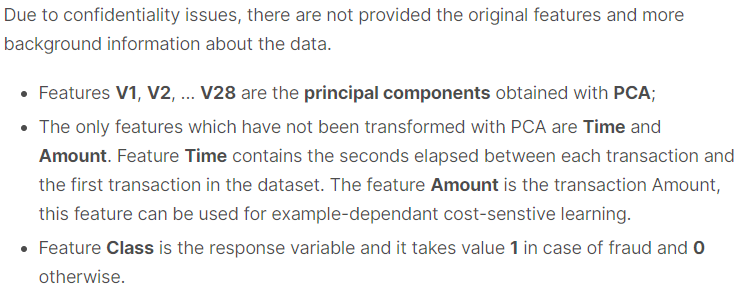 Due to confidentiality issues, there are not provided the original features and more
background information about the data.
• Features V1, V2, ... V28 are the principal components obtained with PCA;
• The only features which have not been transformed with PCA are Time and
Amount. Feature Time contains the seconds elapsed between each transaction and
the first transaction in the dataset. The feature Amount is the transaction Amount,
this feature can be used for example-dependant cost-senstive learning.
• Feature Class is the response variable and it takes value 1 in case of fraud and 0
otherwise.